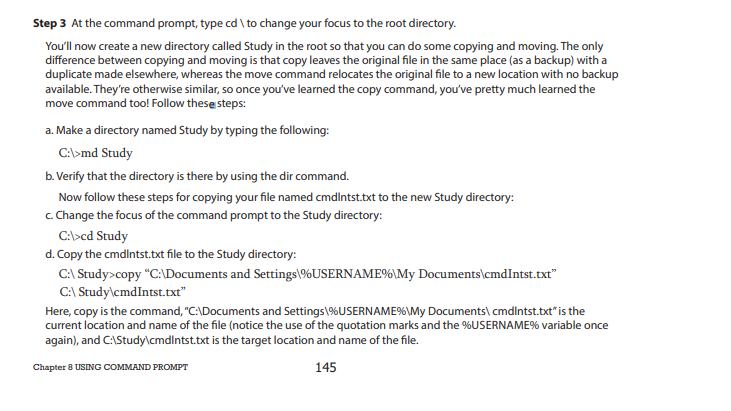 Step 3 At the command prompt, type cd \ to change your focus to the root directory.
You'll now create a new directory called Study in the root so that you can do some copying and moving. The only
difference between copying and moving is that copy leaves the original file in the same place (as a backup) with a
duplicate made elsewhere, whereas the move command relocates the original file to a new location with no backup
available. They're otherwise similar, so once you've learned the copy command, you've pretty much learned the
move command too! Follow these steps:
a. Make a directory named Study by typing the following:
C:\>md Study
b. Verify that the directory is there by using the dir command.
Now follow these steps for copying your file named cmdlntst.txt to the new Study directory:
c. Change the focus of the command prompt to the Study directory:
C:\>cd Study
d. Copy the cmdlntst.txt file to the Study directory:
C:\ Study>copy “C:\Documents and Settings\%USERNAME%\My Documents\cmdIntst.txt”
C:\ Study\cmdIntst.txt”
Here, copy is the command, “C:\Documents and Settings\%USERNAME%\My Documents\ cmdlntst.txt” is the
current location and name of the file (notice the use of the quotation marks and the %USERNAME% variable once
again), and C:\Study\cmdlntst.txt is the target location and name of the file.
Chapter 8 USING COMMAND PROMPT 145